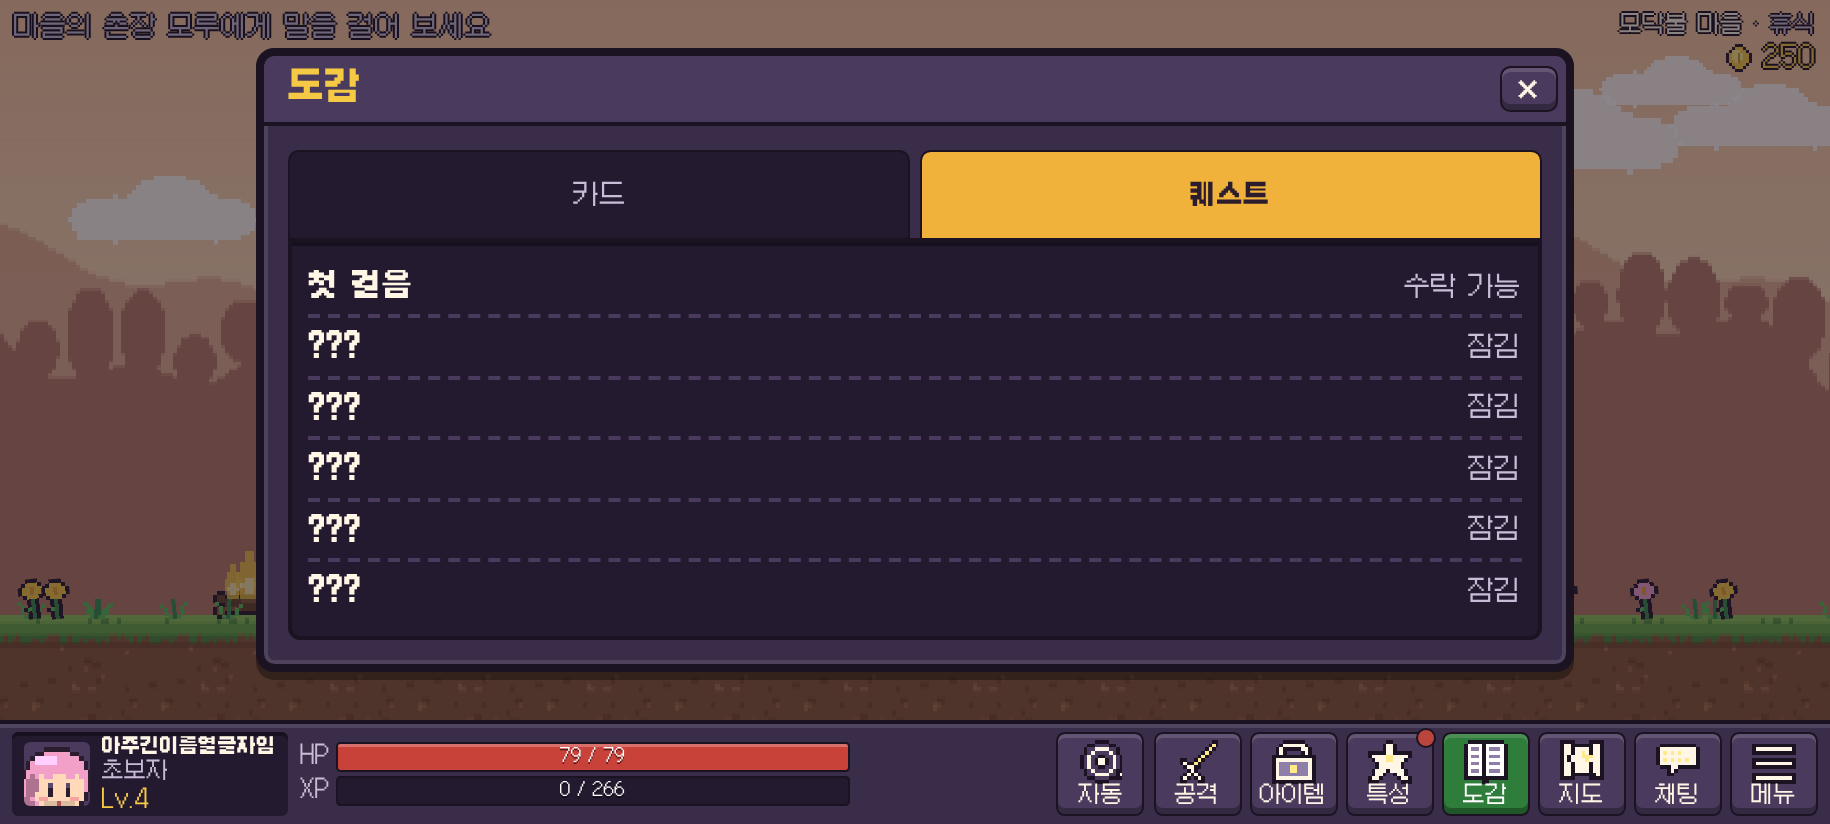 마을의 촌장 모루에게 말을 걸어 보세요
모닥불 마을 · 휴식
250
도감
카드
퀘스트
첫 걸음 수락 가능
??? 잠김
??? 잠김
??? 잠김
??? 잠김
??? 잠김
아주긴이름열글자임
초보자
Lv.4
HP 79 / 79
XP 0 / 266
자동
공격
아이템
특성
도감
지도
채팅
메뉴